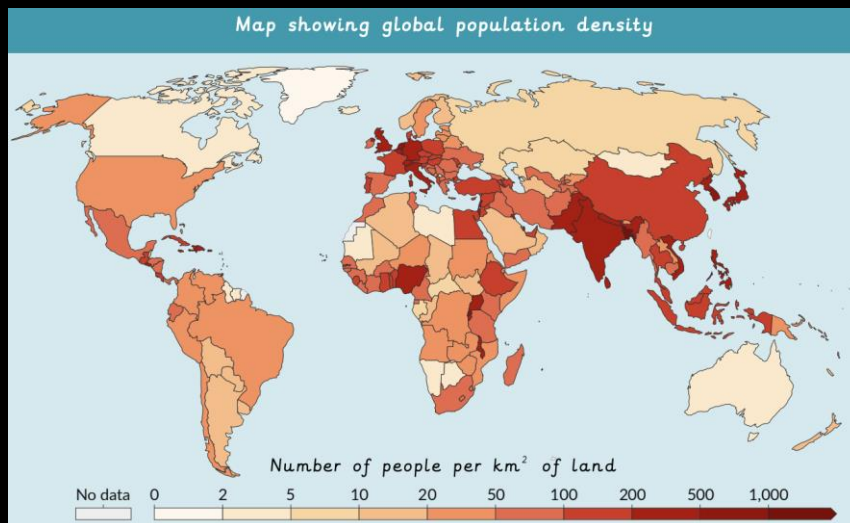 Map showing global population density
Number of people per km² of land
No data 0 2 5 10 20 50 100 200 500 1,000